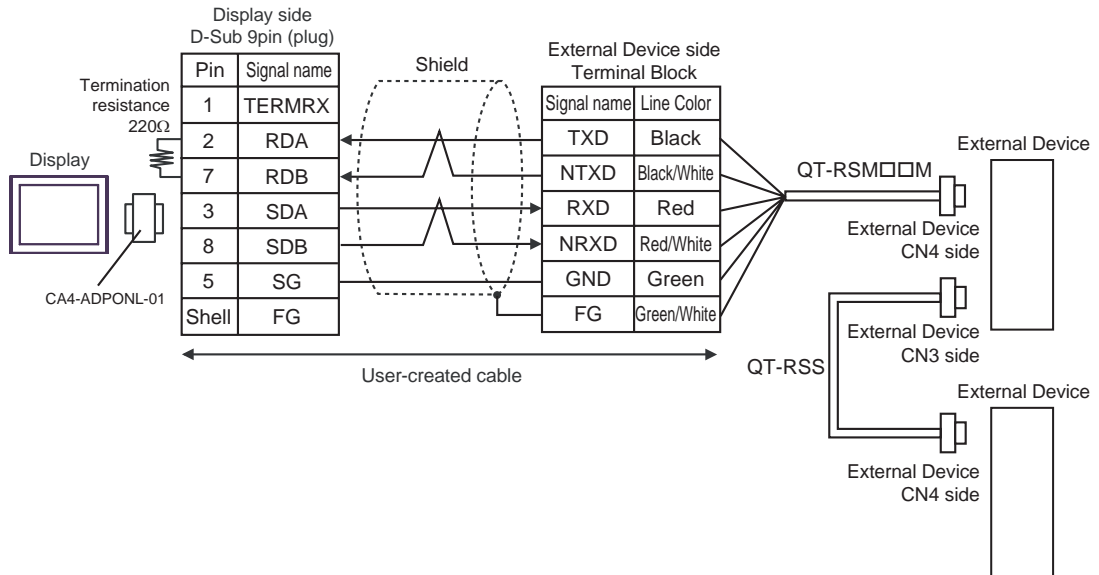 Display side
D-Sub 9pin (plug)
Pin Signal name
1 TERMRX
2 RDA
7 RDB
3 SDA
8 SDB
5 SG
Shell FG
Termination
resistance
220Ω
Display
CA4-ADPONL-01
Shield
External Device side
Terminal Block
Signal name Line Color
TXD Black
NTXD Black/White
RXD Red
NRXD Red/White
GND Green
FG Green/White
User-created cable
QT-RSM□□M
External Device
External Device
CN4 side
External Device
CN3 side
QT-RSS
External Device
External Device
CN4 side